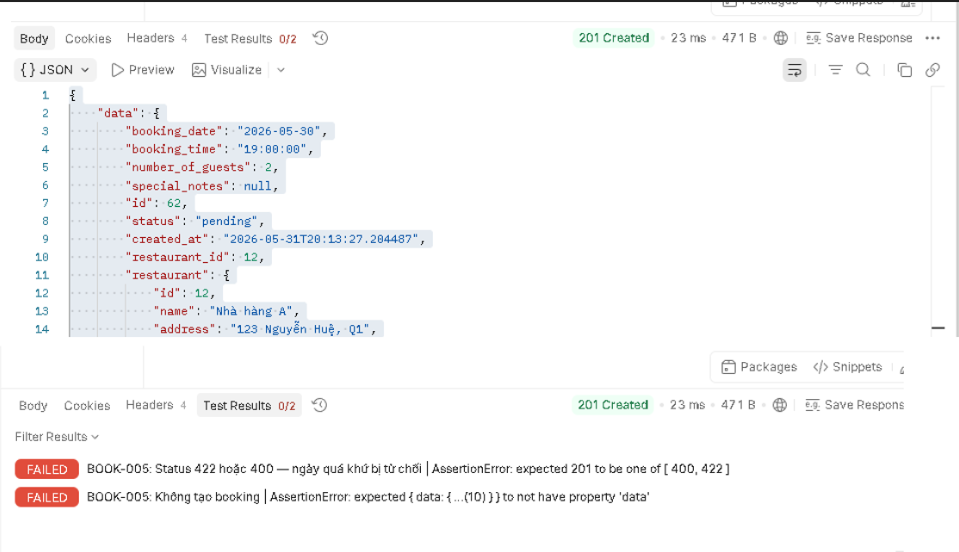 Packages </> Snippets
Body Cookies Headers 4 Test Results 0/2 201 Created 23 ms 471 B e.g. Save Response
{ } JSON Preview Visualize
1 {
2 "data": {
3 "booking_date": "2026-05-30",
4 "booking_time": "19:00:00",
5 "number_of_guests": 2,
6 "special_notes": null,
7 "id": 62,
8 "status": "pending",
9 "created_at": "2026-05-31T20:13:27.204487",
10 "restaurant_id": 12,
11 "restaurant": {
12 "id": 12,
13 "name": "Nhà hàng A",
14 "address": "123 Nguyễn Huệ, Q1",
Packages </> Snippets
Body Cookies Headers 4 Test Results 0/2 201 Created 23 ms 471 B e.g. Save Respons
Filter Results
FAILED BOOK-005: Status 422 hoặc 400 — ngày quá khứ bị từ chối | AssertionError: expected 201 to be one of [ 400, 422 ]
FAILED BOOK-005: Không tạo booking | AssertionError: expected { data: { …(10) } } to not have property 'data'